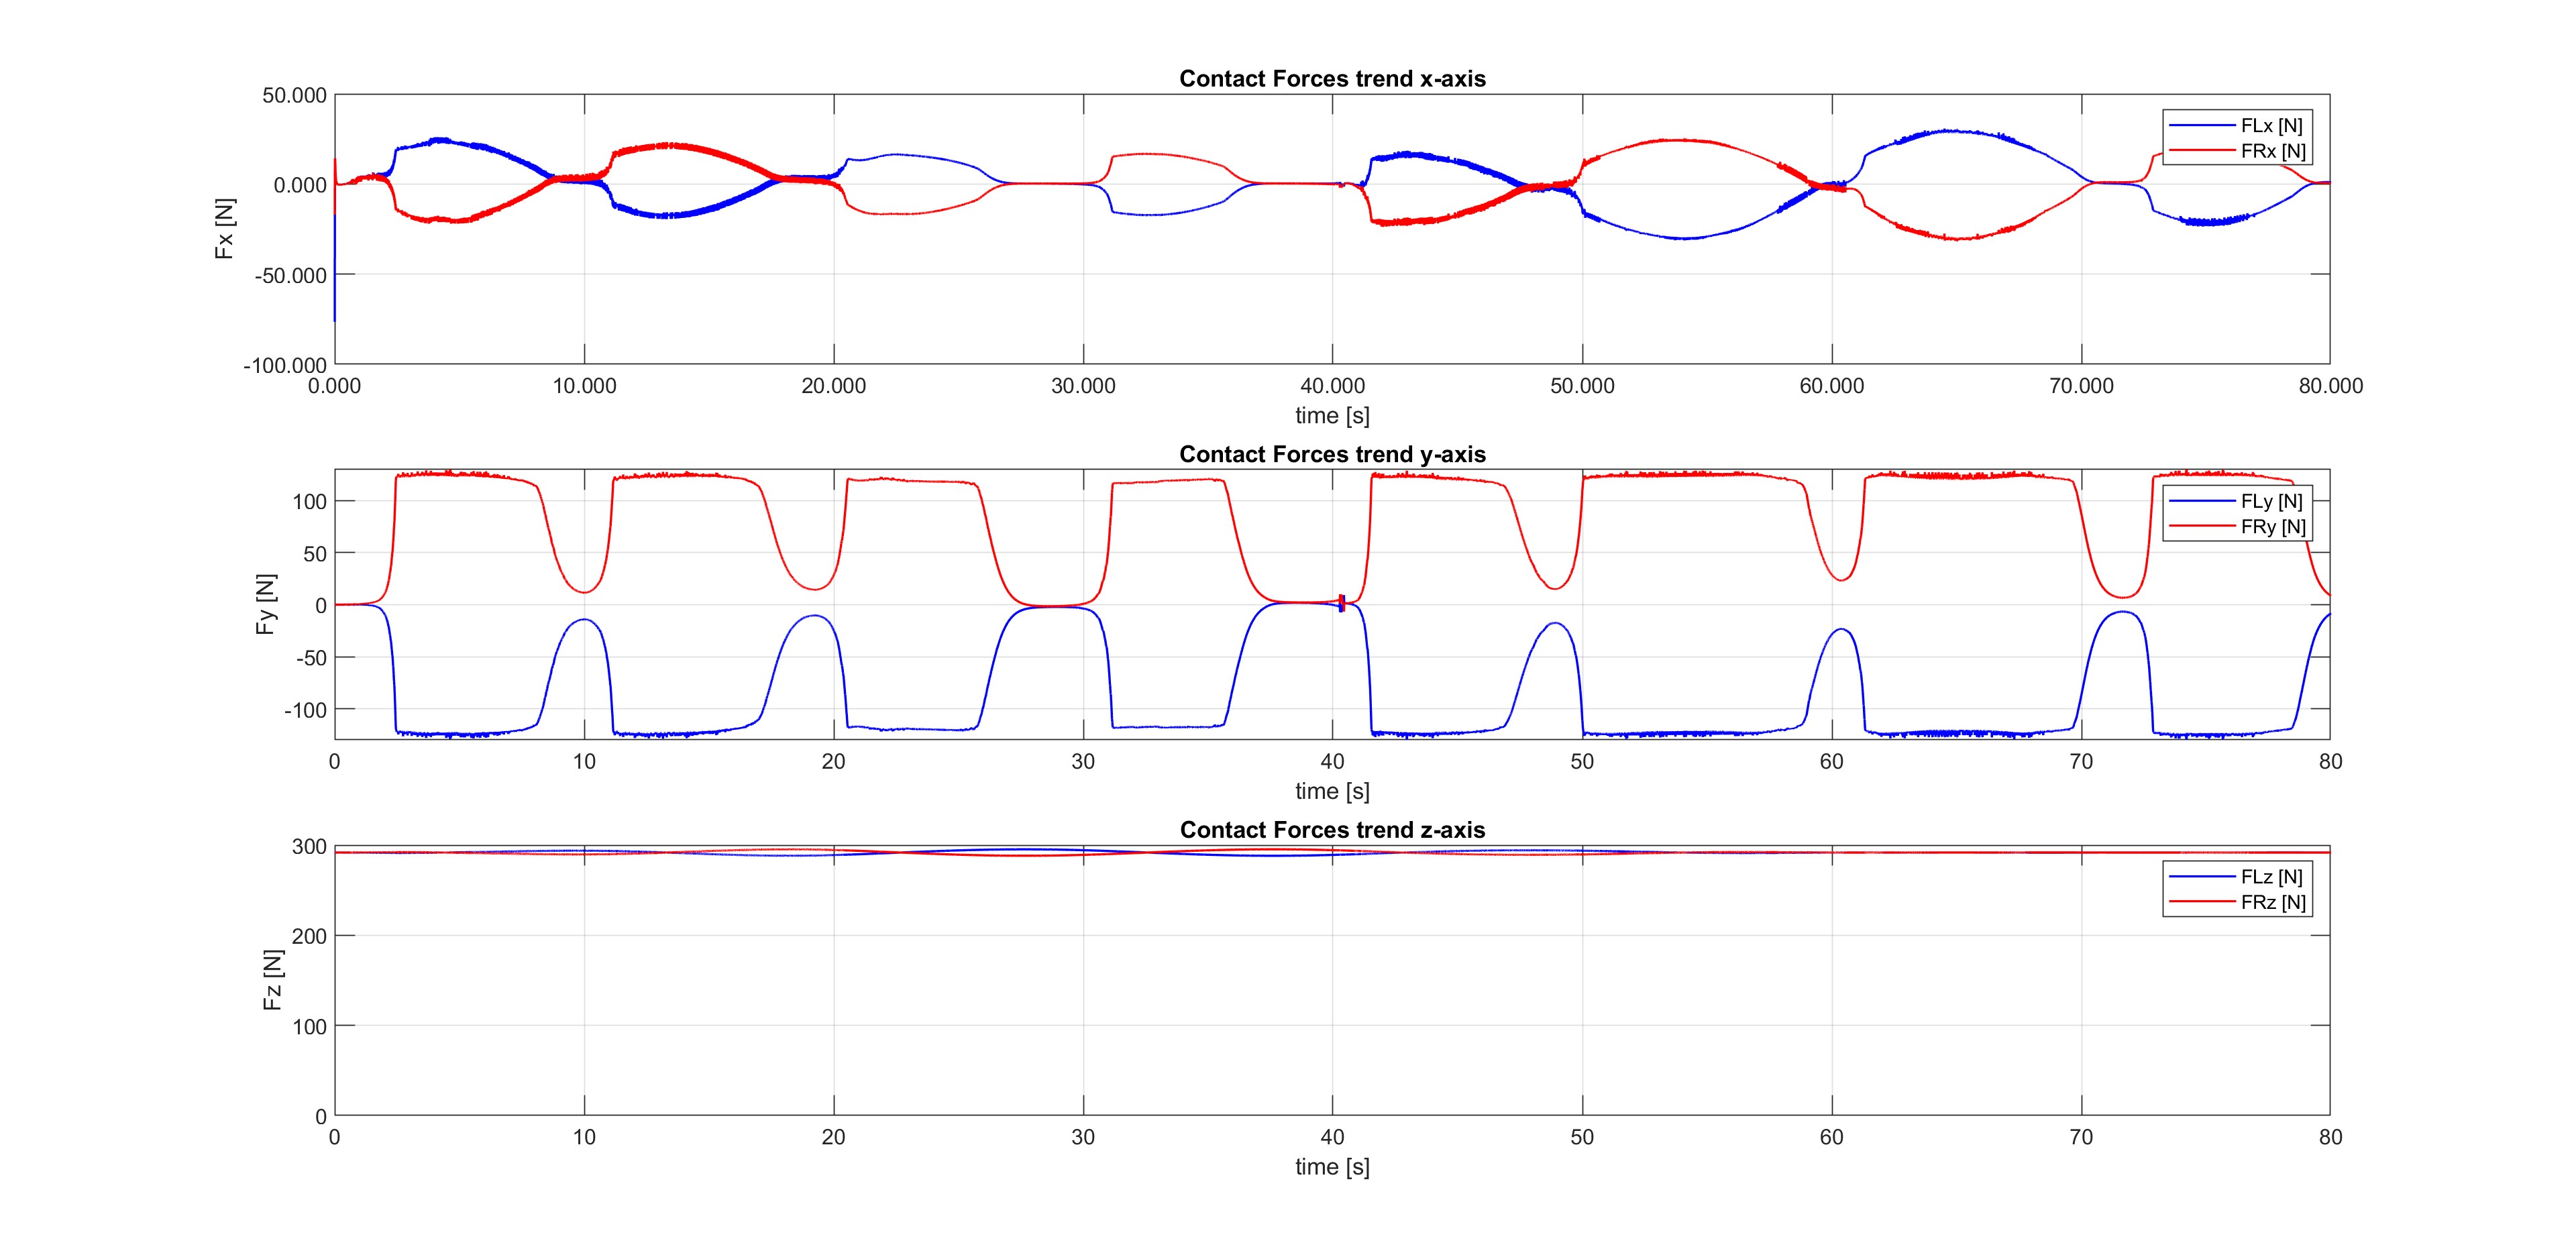 Contact Forces trend x-axis
50.000
0.000
-50.000
-100.000
Fx [N]
FLx [N]
FRx [N]
0.000 10.000 20.000 30.000 40.000 50.000 60.000 70.000 80.000
time [s]
Contact Forces trend y-axis
100
50
0
-50
-100
Fy [N]
FLy [N]
FRy [N]
0 10 20 30 40 50 60 70 80
time [s]
Contact Forces trend z-axis
300
200
100
0
Fz [N]
FLz [N]
FRz [N]
0 10 20 30 40 50 60 70 80
time [s]